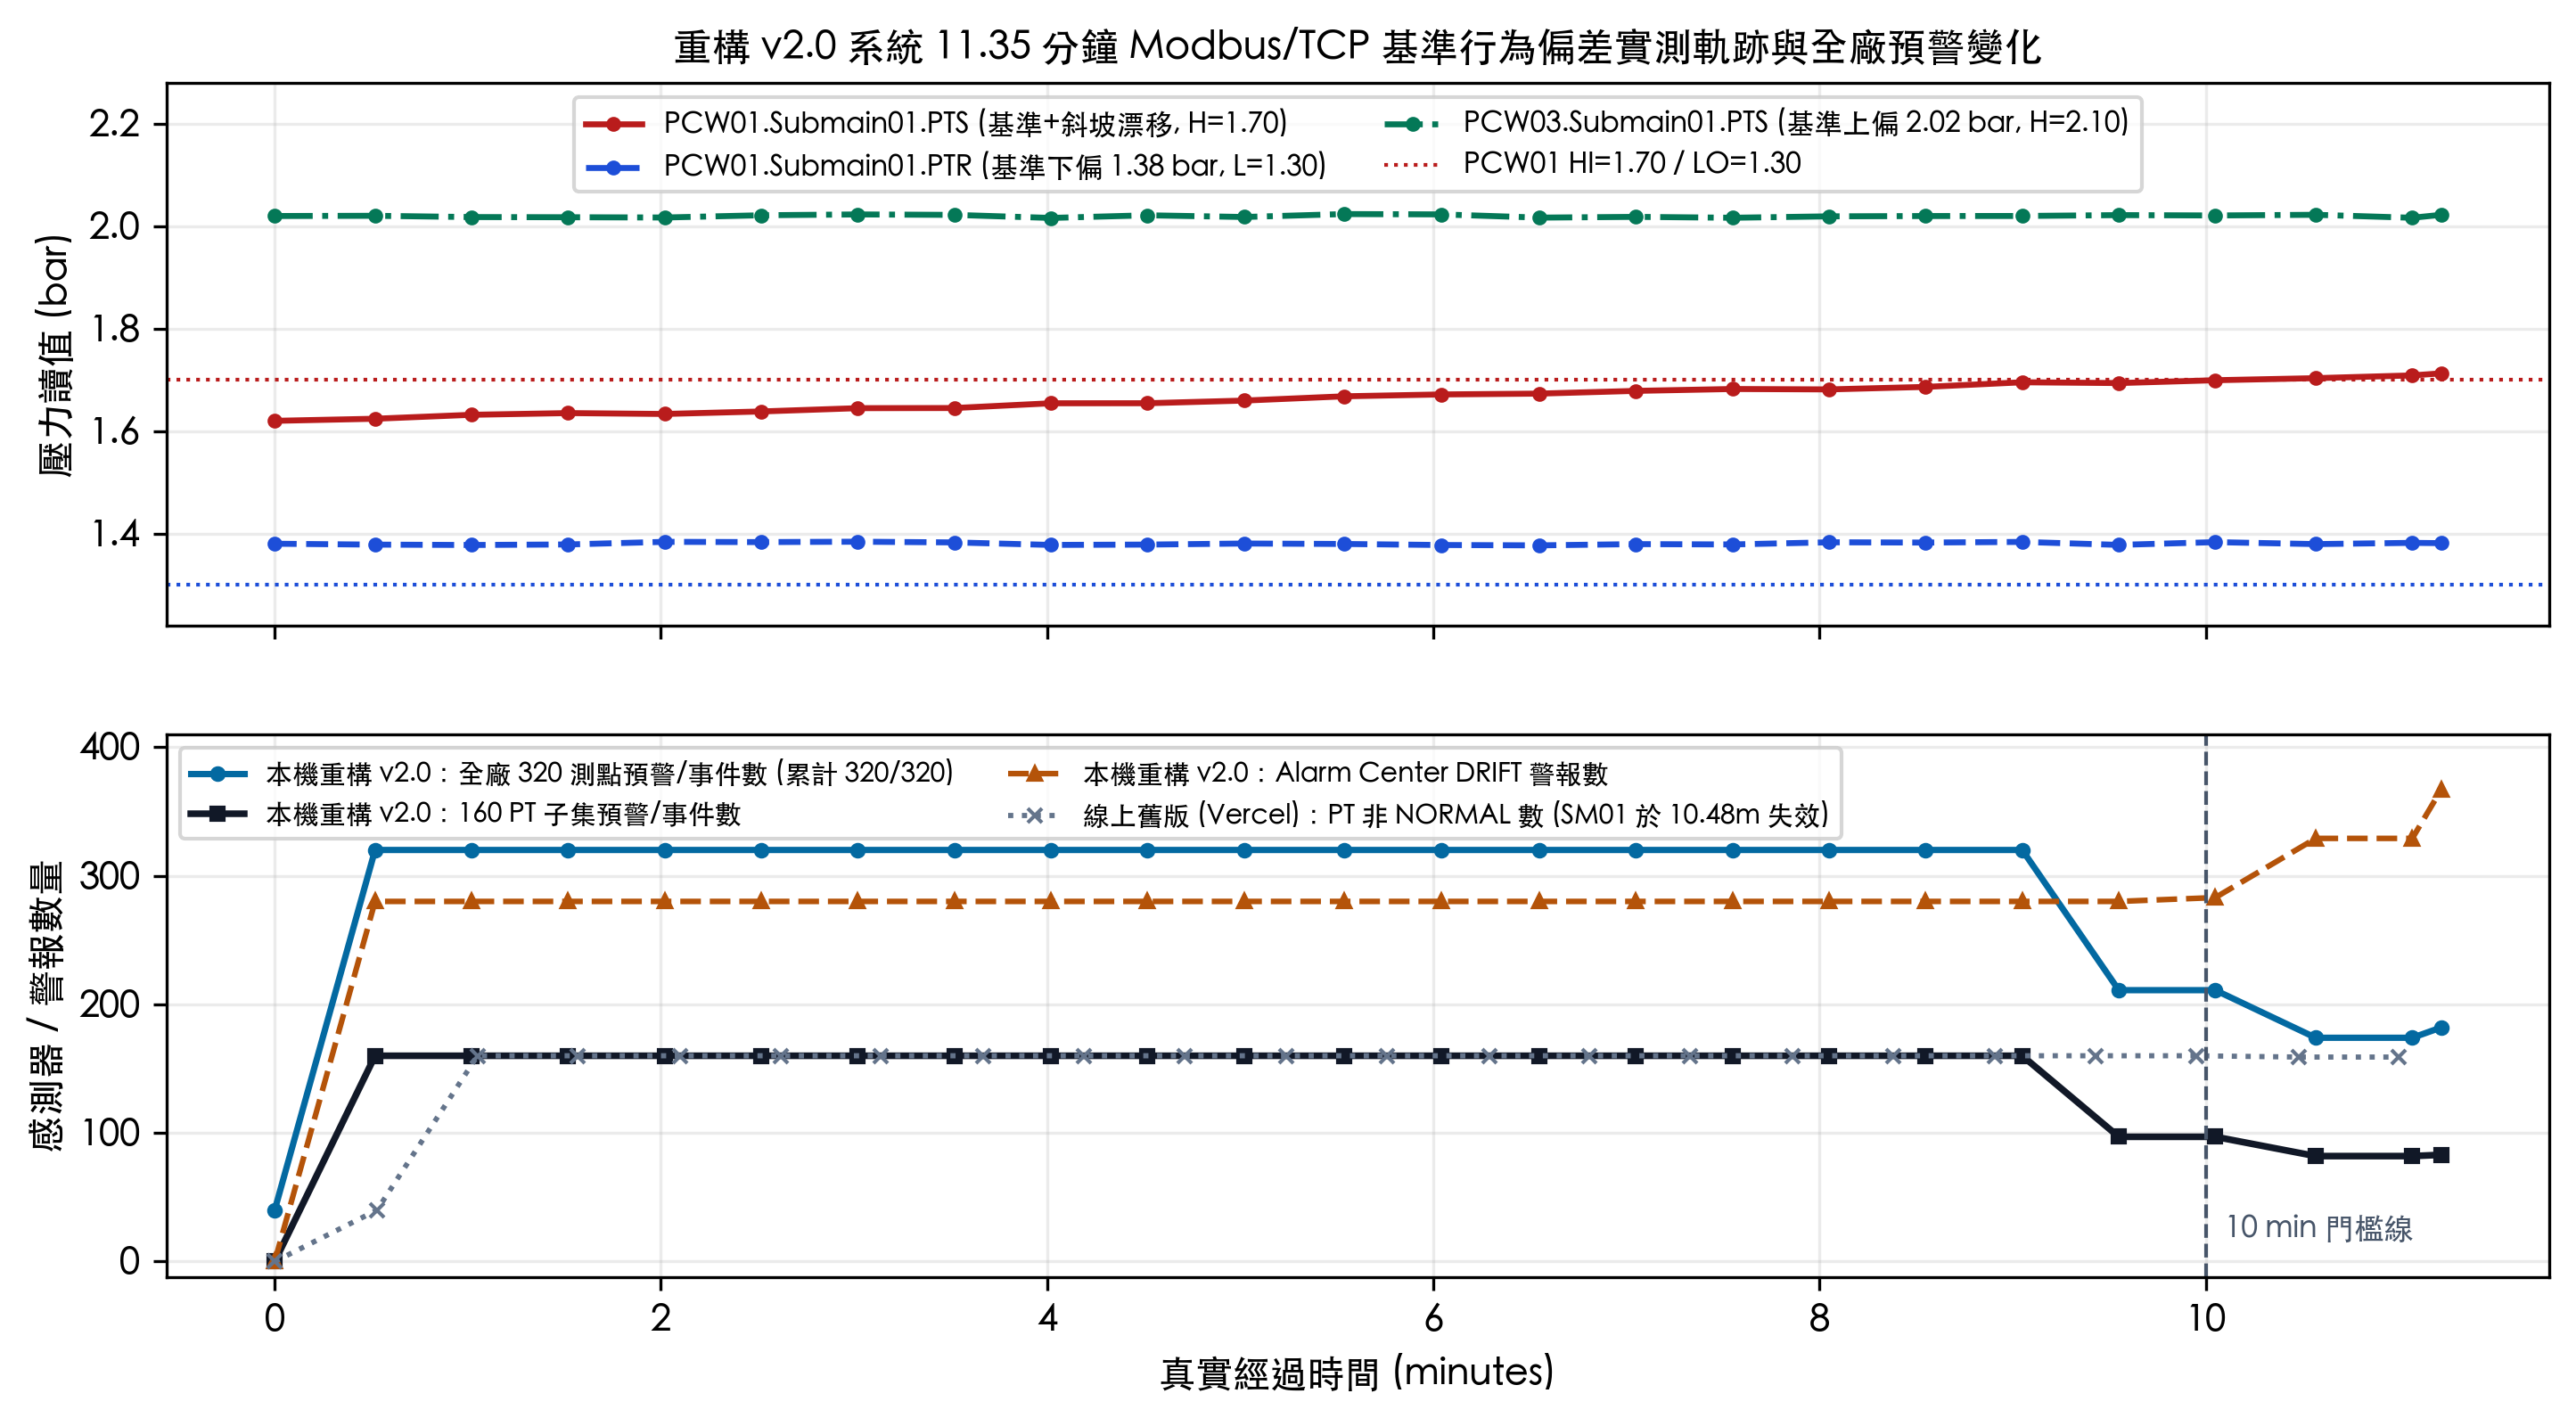 重構 v2.0 系統 11.35 分鐘 Modbus/TCP 基準行為偏差實測軌跡與全廠預警變化
PCW01.Submain01.PTS (基準+斜坡漂移, H=1.70)
PCW01.Submain01.PTR (基準下偏 1.38 bar, L=1.30)
PCW03.Submain01.PTS (基準上偏 2.02 bar, H=2.10)
PCW01 HI=1.70 / LO=1.30
壓力讀值 (bar)
2.2
2.0
1.8
1.6
1.4
本機重構 v2.0：全廠 320 測點預警/事件數 (累計 320/320)
本機重構 v2.0：160 PT 子集預警/事件數
本機重構 v2.0：Alarm Center DRIFT 警報數
線上舊版 (Vercel)：PT 非 NORMAL 數 (SM01 於 10.48m 失效)
感測器 / 警報數量
400
300
200
100
0
10 min 門檻線
0
2
4
6
8
10
真實經過時間 (minutes)